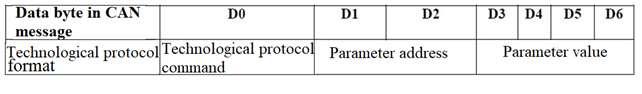 Data byte in CAN message D0 D1 D2 D3 D4 D5 D6
Technological protocol format Technological protocol command Parameter address Parameter value